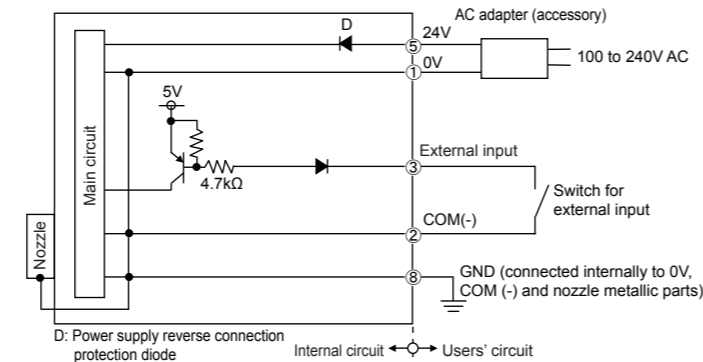 AC adapter (accessory)
D
24V
⑤
0V
①
100 to 240V AC
5V
Main circuit
External input
③
4.7kΩ
Switch for
external input
COM(-)
②
Nozzle
⑧
GND (connected internally to 0V,
COM (-) and nozzle metallic parts)
D: Power supply reverse connection
protection diode
Internal circuit
Users' circuit